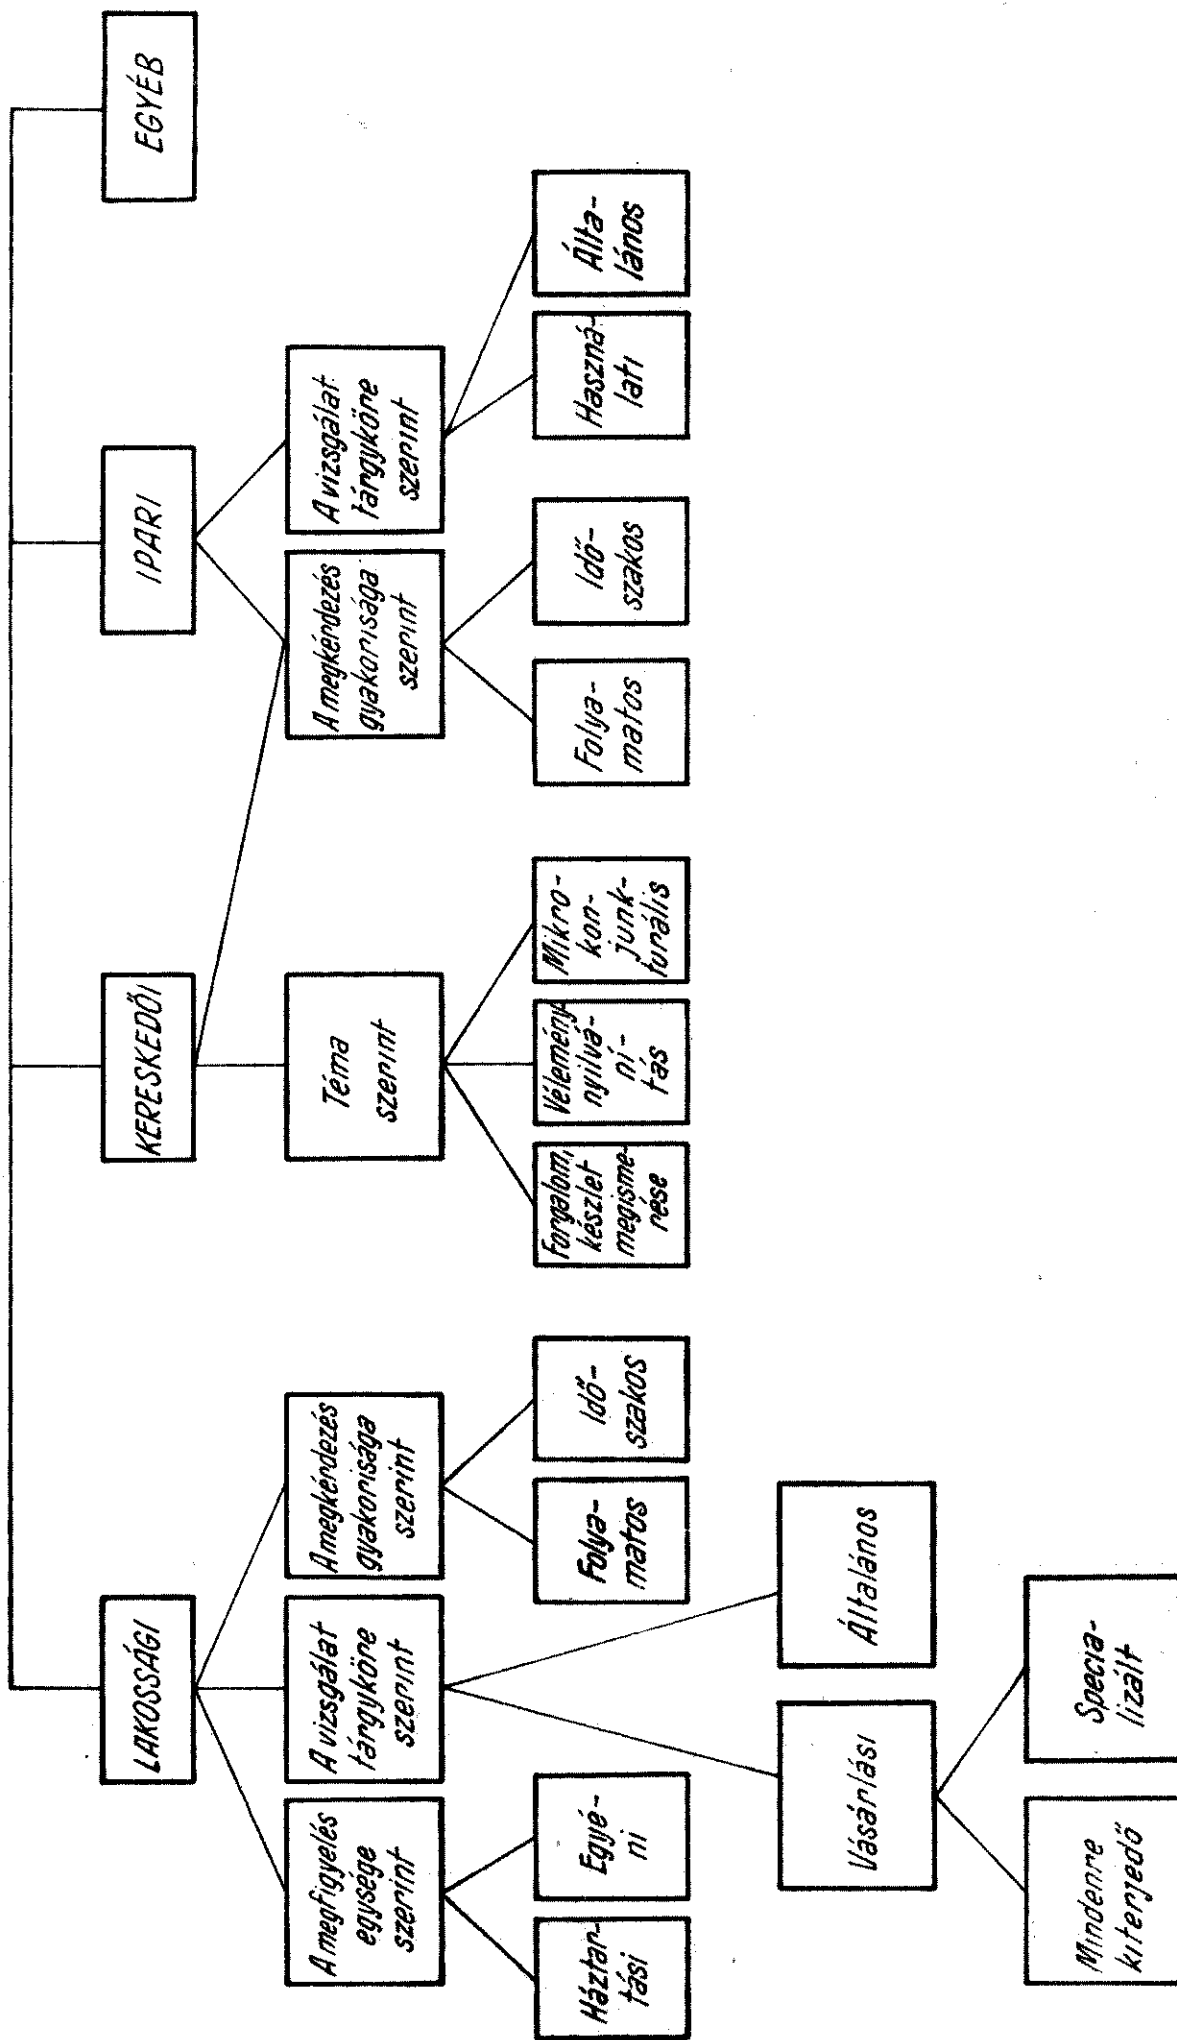 LAKOSSÁGI
KERESKEDŐI
IPARI
EGYÉB
A megfigyelés
egysége
szerint
A vizsgálat
tárgyköre
szerint
A megkérdezés
gyakorisága
szerint
Téma
szerint
A megkérdezés
gyakorisága
szerint
A vizsgálat
tárgyköre
szerint
Háztar-
tási
Egyé-
ni
Folya-
matos
Idő-
szakos
Forgalom,
készlet
megisme-
rése
Vélemény
nyilvá-
ní-
tás
Mikro-
kon-
junk-
turális
Folya-
matos
Idő-
szakos
Haszná-
lati
Álta-
lános
Vásárlási
Általános
Mindenre
kiterjedő
Specia-
lizált